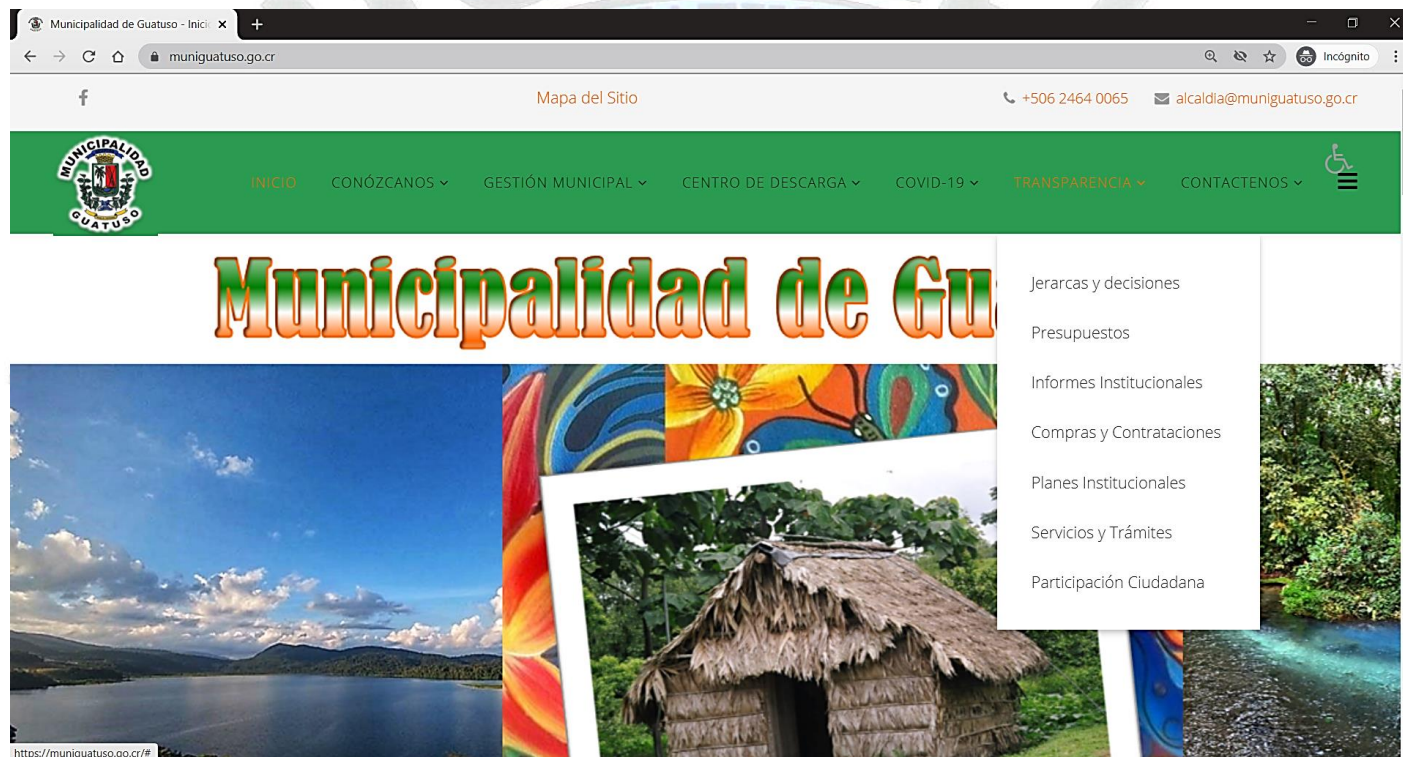 Municipalidad de Guatuso - Inici
muniguatuso.go.cr
Incógnito
Mapa del Sitio
+506 2464 0065
alcaldia@muniguatuso.go.cr
MUNICIPALIDAD
GUATUSO
INICIO
CONÓZCANOS
GESTIÓN MUNICIPAL
CENTRO DE DESCARGA
COVID-19
TRANSPARENCIA
CONTACTENOS
Municipalidad de Gu
Jerarcas y decisiones
Presupuestos
Informes Institucionales
Compras y Contrataciones
Planes Institucionales
Servicios y Trámites
Participación Ciudadana
https://muniguatuso.go.cr/#